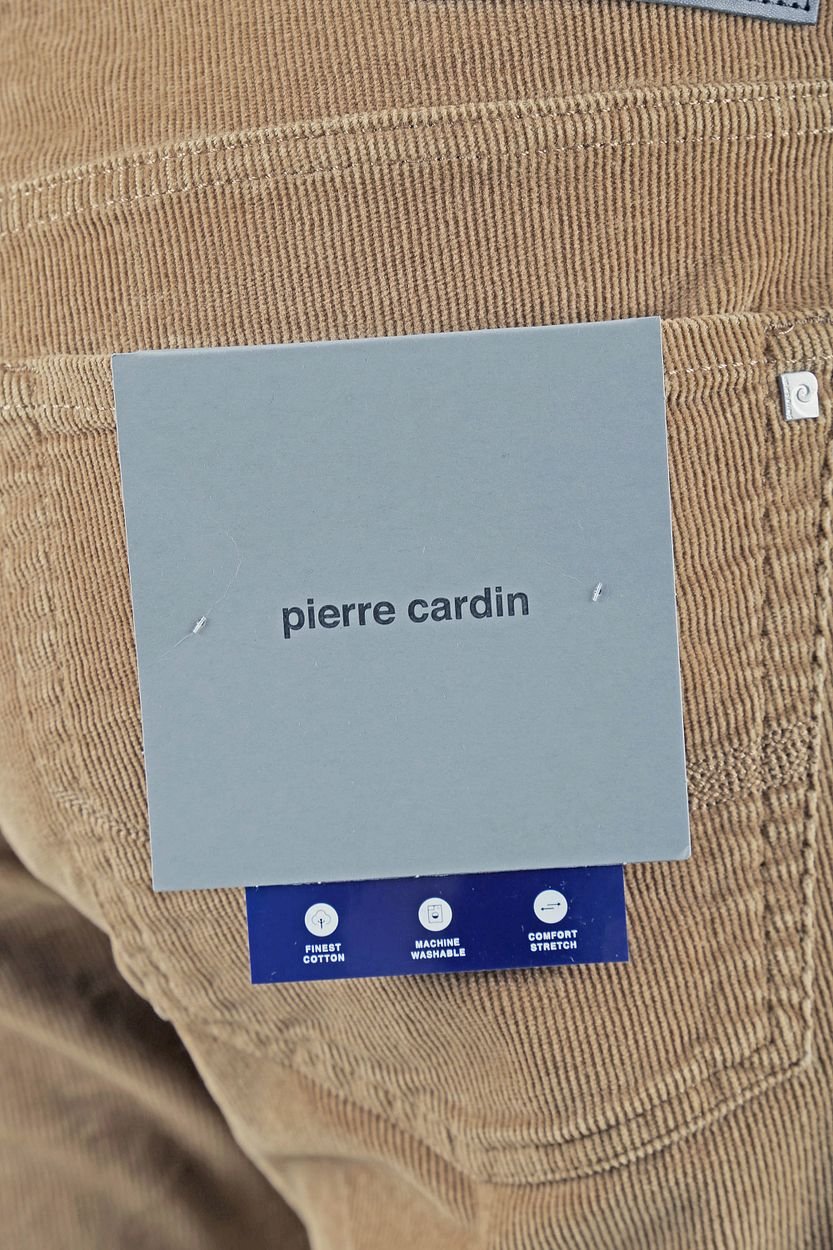 pierre cardin
FINEST
COTTON
MACHINE
WASHABLE
COMFORT
STRETCH